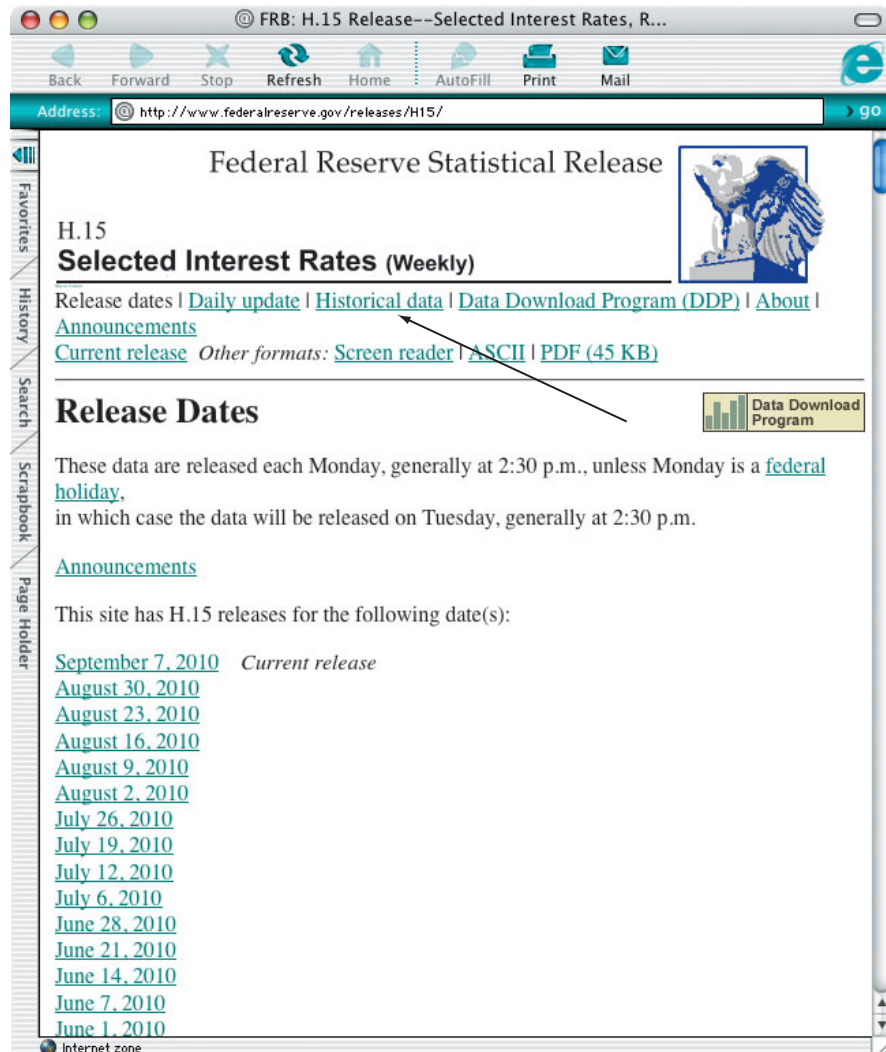 @ FRB: H.15 Release--Selected Interest Rates, R...
Back Forward Stop Refresh Home AutoFill Print Mail
Address: @ http://www.federalreserve.gov/releases/H15/ go
Favorites
History
Search
Scrapbook
Page Holder
Federal Reserve Statistical Release
H.15
Selected Interest Rates (Weekly)
Release dates | Daily update | Historical data | Data Download Program (DDP) | About |
Announcements
Current release Other formats: Screen reader | ASCII | PDF (45 KB)
Release Dates
Data Download
Program
These data are released each Monday, generally at 2:30 p.m., unless Monday is a federal
holiday,
in which case the data will be released on Tuesday, generally at 2:30 p.m.
Announcements
This site has H.15 releases for the following date(s):
September 7, 2010 Current release
August 30, 2010
August 23, 2010
August 16, 2010
August 9, 2010
August 2, 2010
July 26, 2010
July 19, 2010
July 12, 2010
July 6, 2010
June 28, 2010
June 21, 2010
June 14, 2010
June 7, 2010
June 1, 2010
Internet zone